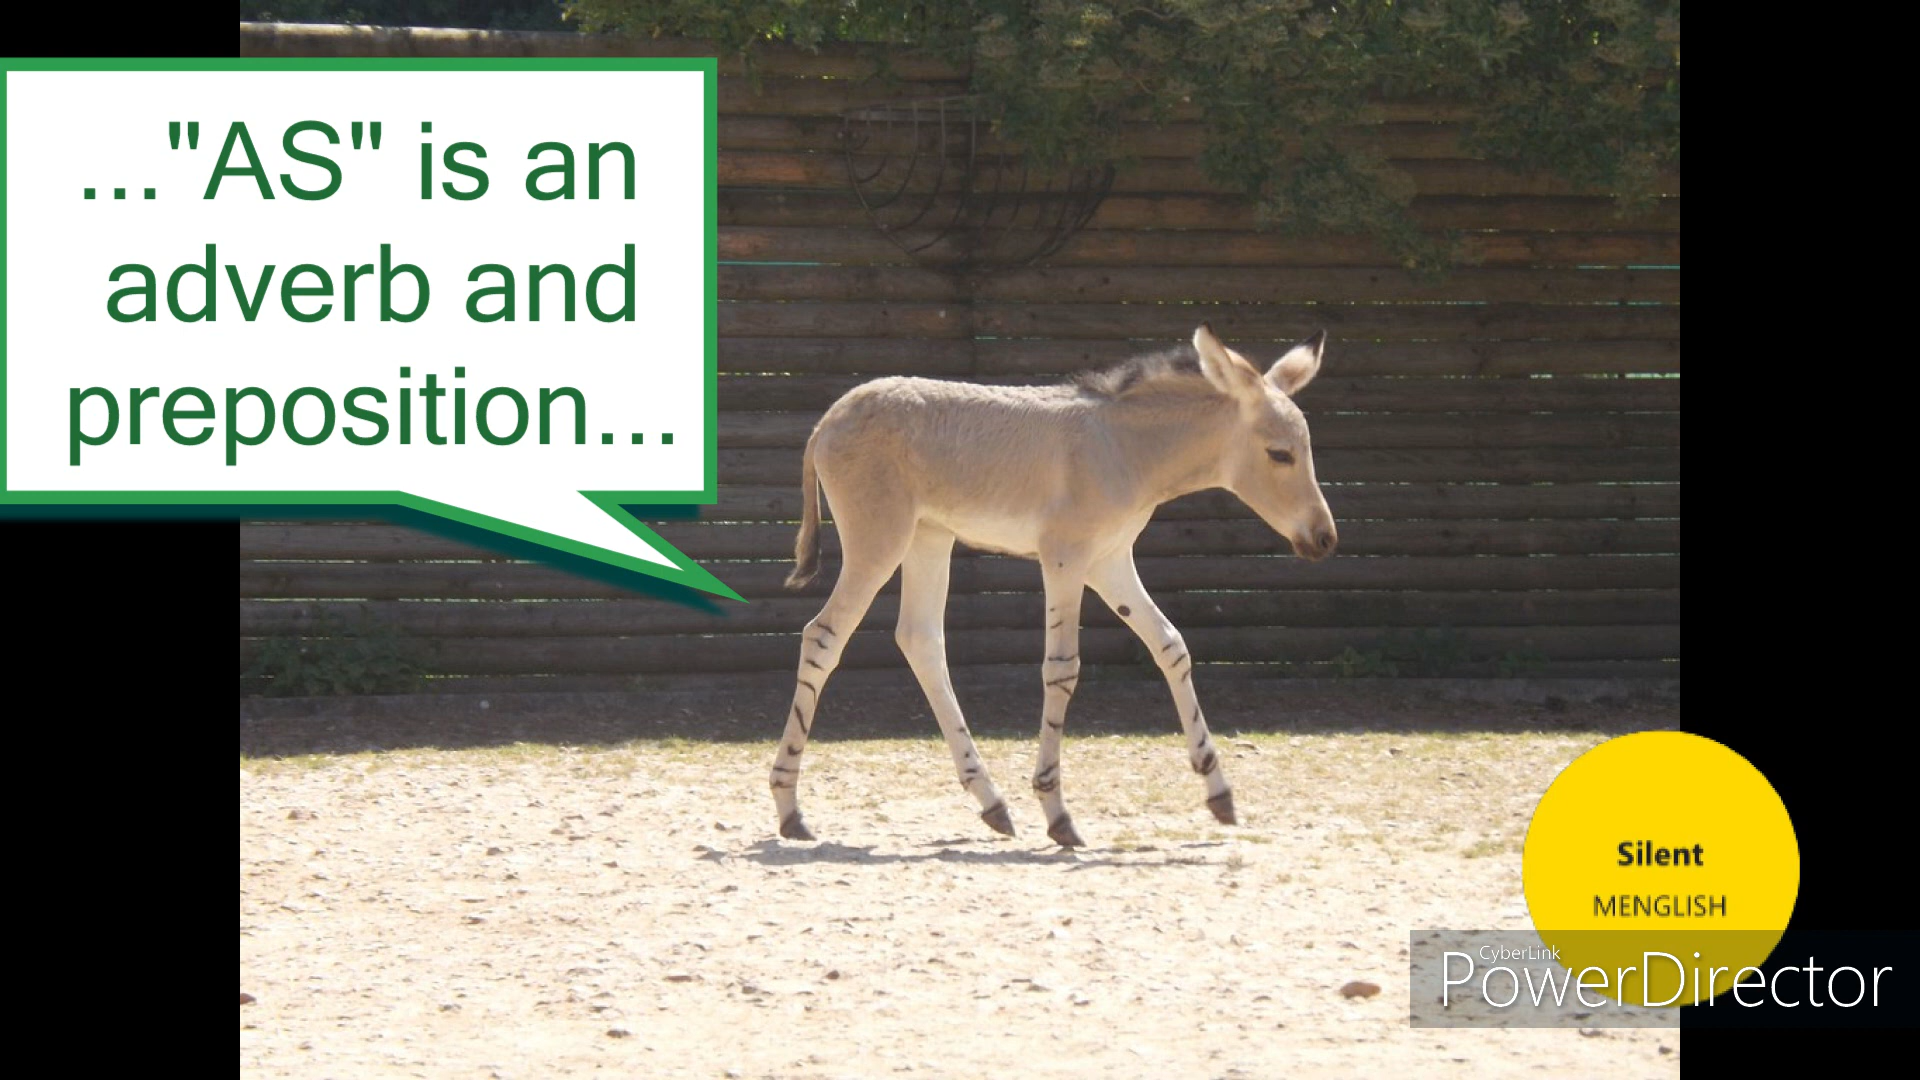 ..."AS" is an
adverb and
preposition...
Silent
MENGLISH
CyberLink
PowerDirector